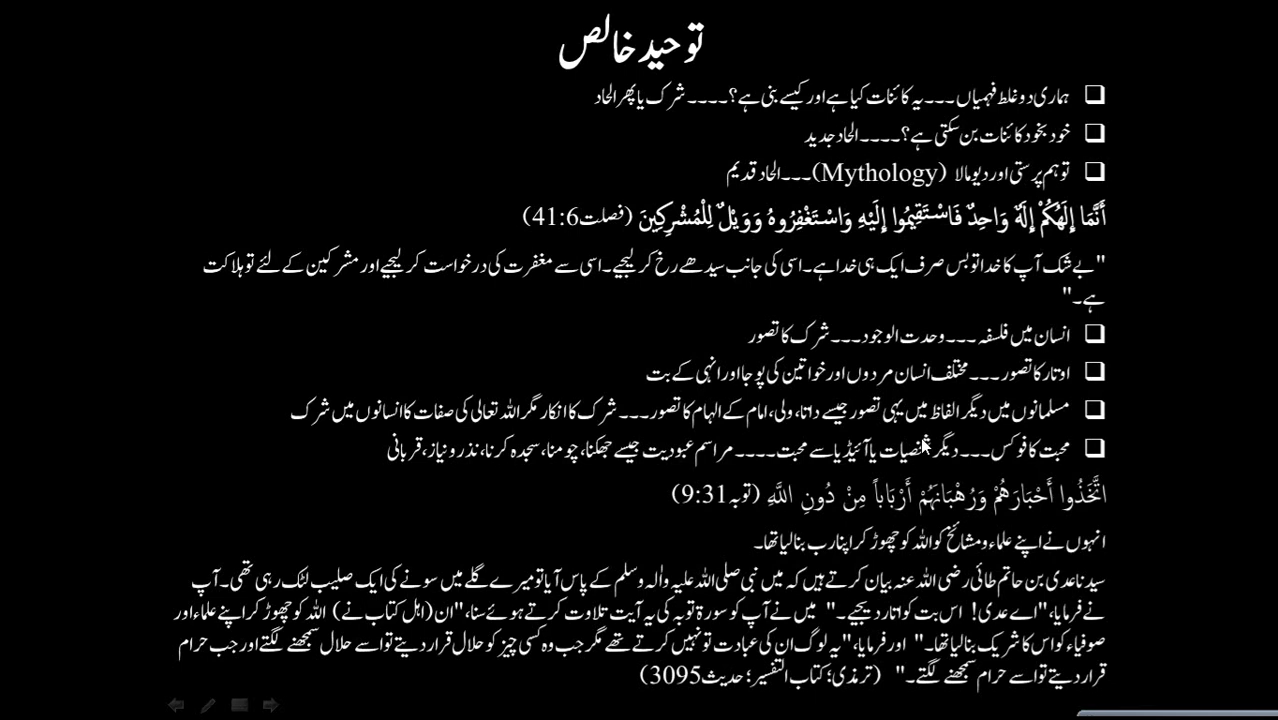 توحید خالص
ہماری دو غلط فہمیاں ۔۔۔ یہ کائنات کیا ہے اور کیسے بنی ہے؟ ۔۔۔۔ شرک یا پھر الحاد
خود بخود کائنات بن سکتی ہے؟ ۔۔۔۔ الحاد جدید
توہم پرستی اور دیو مالا (Mythology) ۔۔۔ الحاد قدیم
أَنَّمَا إِلَهُكُمْ إِلَهٌ وَاحِدٌ فَاسْتَقِيمُوا إِلَيْهِ وَاسْتَغْفِرُوهُ وَوَيْلٌ لِلْمُشْرِكِينَ (فصلت 41:6)
"بے شک آپ کا خدا تو بس صرف ایک ہی خدا ہے۔ اسی کی جانب سیدھے رخ کر لیجیے۔ اسی سے مغفرت کی درخواست کر لیجیے اور مشرکین کے لئے تو ہلاکت
ہے۔"
انسان میں فلسفہ ۔۔۔ وحدت الوجود ۔۔۔ شرک کا تصور
اوتار کا تصور ۔۔۔ مختلف انسان مردوں اور خواتین کی پوجا اور انہی کے بت
مسلمانوں میں دیگر الفاظ میں یہی تصور جیسے داتا، ولی، امام کے الہام کا تصور ۔۔۔ شرک کا انکار مگر اللہ تعالی کی صفات کا انسانوں میں شرک
محبت کا فوکس ۔۔۔ دیگر شخصیات یا آئیڈیا سے محبت ۔۔۔۔ مراسم عبودیت جیسے جھکنا، چومنا، سجدہ کرنا، نذر و نیاز، قربانی
اتَّخَذُوا أَحْبَارَهُمْ وَرُهْبَانَهُمْ أَرْبَاباً مِنْ دُونِ اللَّهِ (توبہ 9:31)
انہوں نے اپنے علماء و مشائخ کو اللہ کو چھوڑ کر اپنا رب بنا لیا تھا۔
سیدنا عدی بن حاتم طائی رضی اللہ عنہ بیان کرتے ہیں کہ میں نبی صلی اللہ علیہ والہ وسلم کے پاس آیا تو میرے گلے میں سونے کی ایک صلیب لٹک رہی تھی۔ آپ
نے فرمایا، "اے عدی! اس بت کو اتار دیجیے۔" میں نے آپ کو سورۃ توبہ کی یہ آیت تلاوت کرتے ہوئے سنا، "ان (اہل کتاب نے) اللہ کو چھوڑ کر اپنے علماء اور
صوفیاء کو اس کا شریک بنا لیا تھا۔" اور فرمایا، "یہ لوگ ان کی عبادت تو نہیں کرتے تھے مگر جب وہ کسی چیز کو حلال قرار دیتے تو اسے حلال سمجھنے لگتے اور جب حرام
قرار دیتے تو اسے حرام سمجھنے لگتے۔" (ترمذی؛ کتاب التفسیر؛ حدیث 3095)